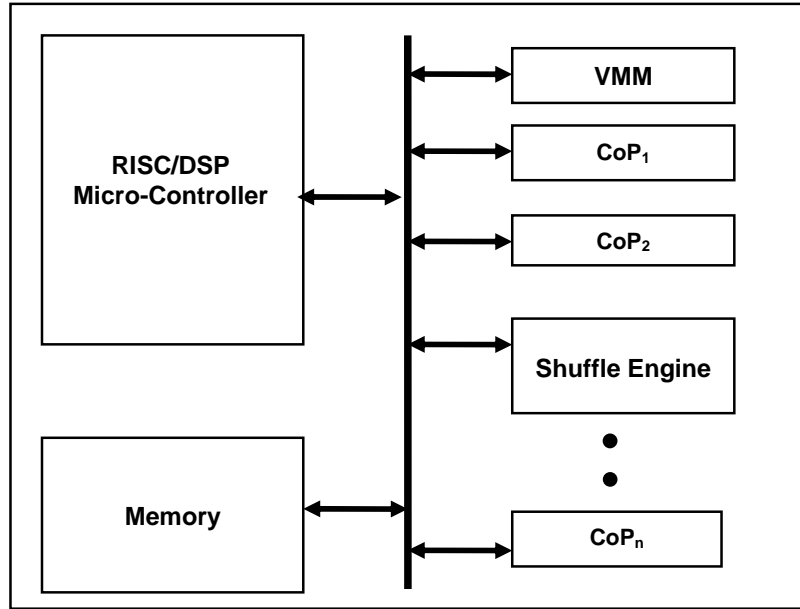 RISC/DSP
Micro-Controller
Memory
VMM
CoP₁
CoP₂
Shuffle Engine
CoPₙ